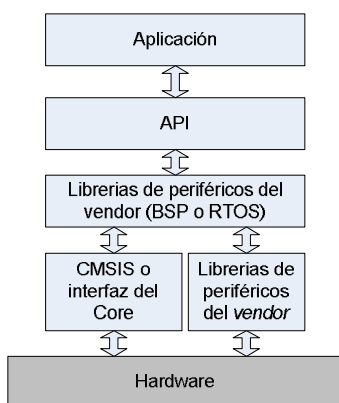 Aplicación
API
Librerias de periféricos del
vendor (BSP o RTOS)
CMSIS o
interfaz del
Core
Librerias de
periféricos
del vendor
Hardware